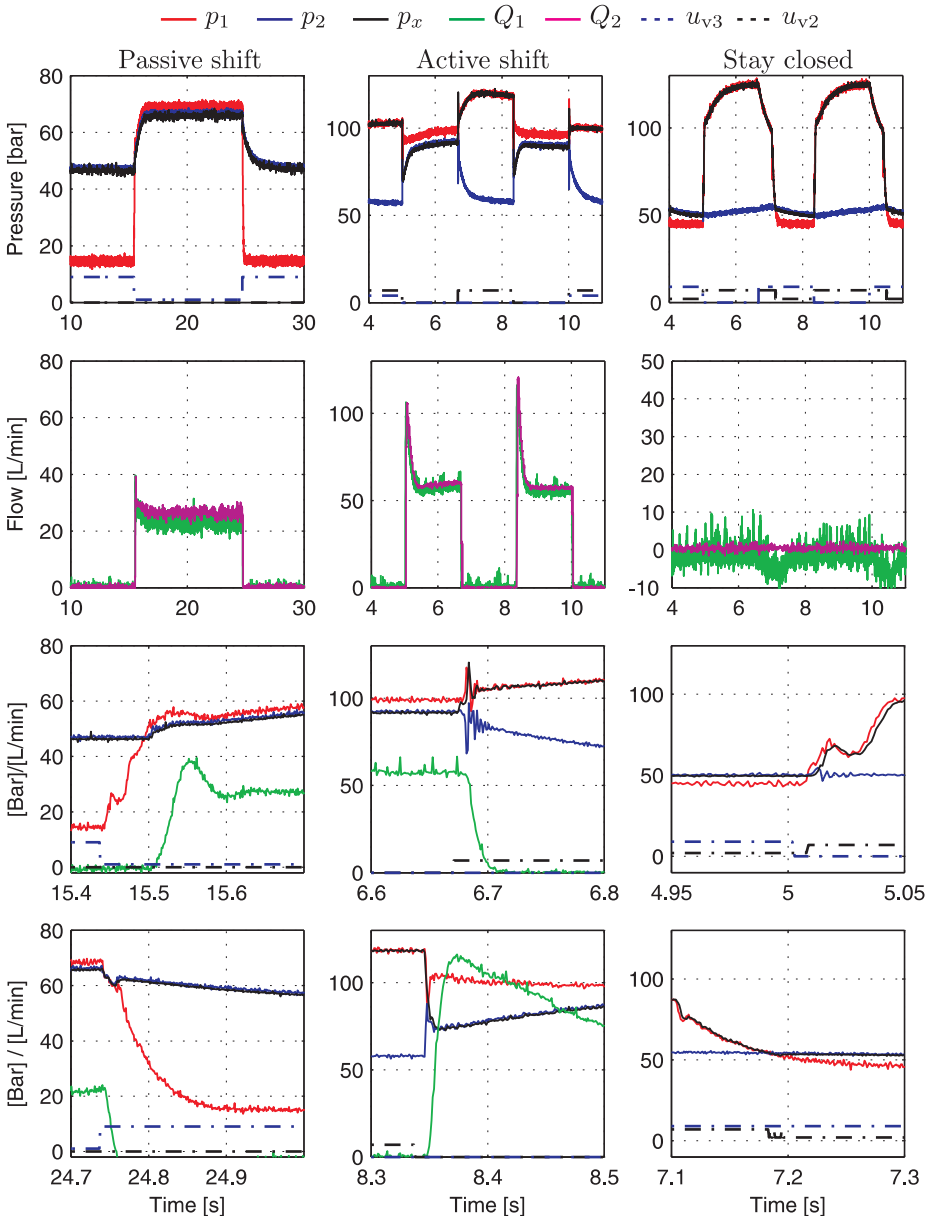 p₁ p₂ pₓ Q₁ Q₂ u_v3 u_v2
Passive shift Active shift Stay closed
Pressure [bar]
80
60
40
20
0
10 20 30
100
50
0
4 6 8 10
100
50
0
4 6 8 10
Flow [L/min]
80
60
40
20
0
10 20 30
100
50
0
4 6 8 10
50
40
30
20
10
0
-10
4 6 8 10
[Bar]/[L/min]
80
60
40
20
0
15.4 15.5 15.6
100
50
0
6.6 6.7 6.8
100
50
0
4.95 5 5.05
[Bar] / [L/min]
80
60
40
20
0
24.7 24.8 24.9
100
50
0
8.3 8.4 8.5
100
50
0
7.1 7.2 7.3
Time [s] Time [s] Time [s]